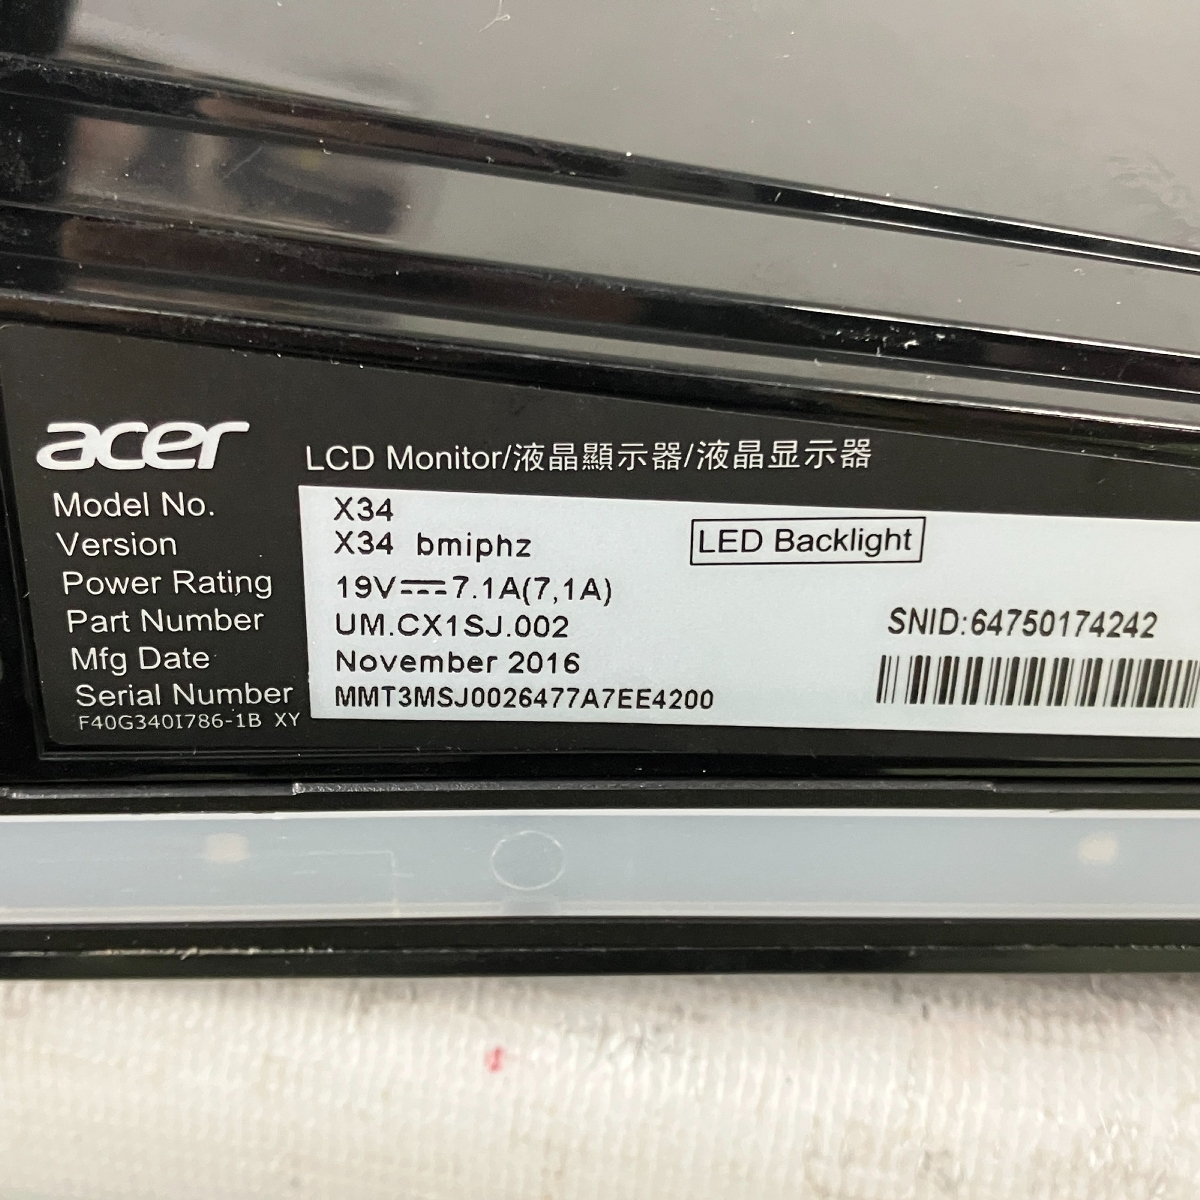 acer LCD Monitor/液晶顯示器/液晶显示器
Model No. X34
Version X34 bmiphz
LED Backlight
Power Rating 19V⎓7.1A(7,1A)
Part Number UM.CX1SJ.002
SNID:64750174242
Mfg Date November 2016
Serial Number MMT3MSJ0026477A7EE4200
F40G340I786-1B XY